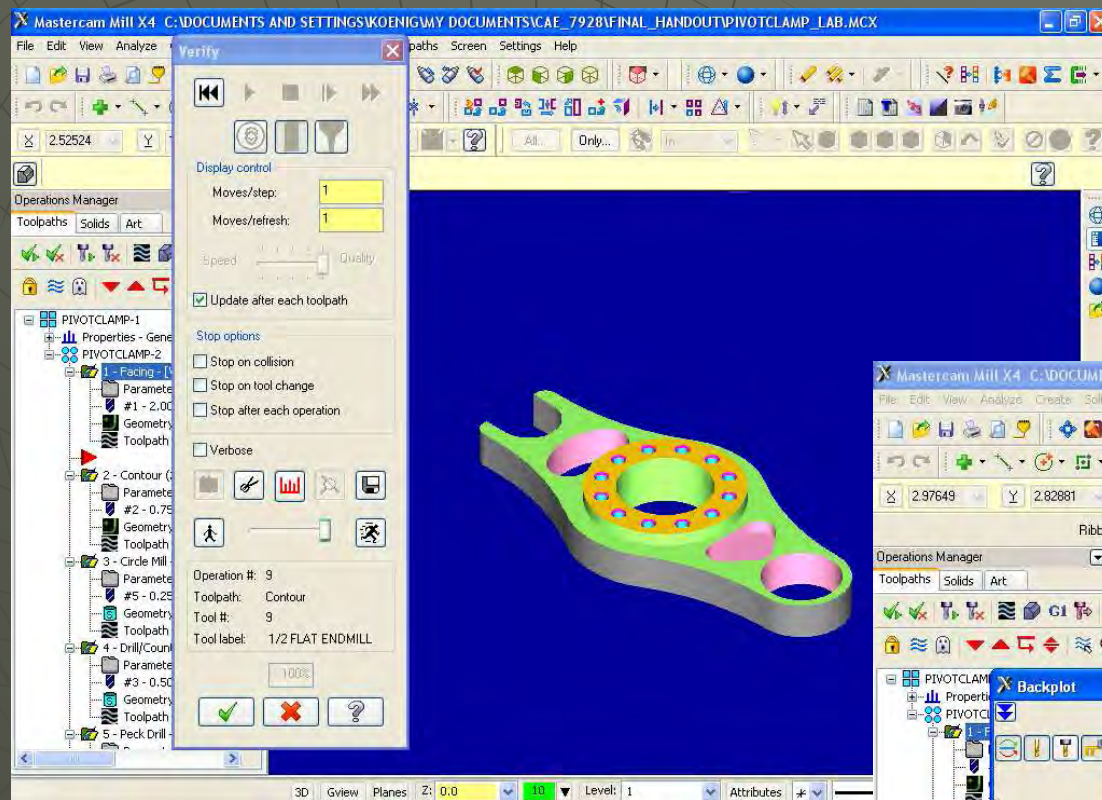 Mastercam Mill X4 C:\DOCUMENTS AND SETTINGS\KOENIG\MY DOCUMENTS\CAE_7928\FINAL_HANDOUT\PIVOTCLAMP_LAB.MCX
File Edit View Analyze paths Screen Settings Help
X 2.52524 Y All... Only... In
Operations Manager
Toolpaths Solids Art
PIVOTCLAMP-1
Properties - Gene
PIVOTCLAMP-2
1 - Facing - [
Paramete
#1 - 2.00
Geometry
Toolpath
2 - Contour (
Paramete
#2 - 0.75
Geometry
Toolpath
3 - Circle Mill
Paramete
#5 - 0.25
Geometry
Toolpath
4 - Drill/Coun
Paramete
#3 - 0.50
Geometry
Toolpath
5 - Peck Drill -
Verify
Display control
Moves/step: 1
Moves/refresh: 1
Speed Quality
Update after each toolpath
Stop options
Stop on collision
Stop on tool change
Stop after each operation
Verbose
Operation #: 9
Toolpath: Contour
Tool #: 9
Tool label: 1/2 FLAT ENDMILL
100%
3D Gview Planes Z: 0.0 10 Level: 1 Attributes
Mastercam Mill X4 C:\DOCUM
File Edit View Analyze Create Sol
X 2.97649 Y 2.82881
Ribb
Operations Manager
Toolpaths Solids Art
G1
PIVOTCLAM
Properti
PIVOTCL
1 - F
Backplot